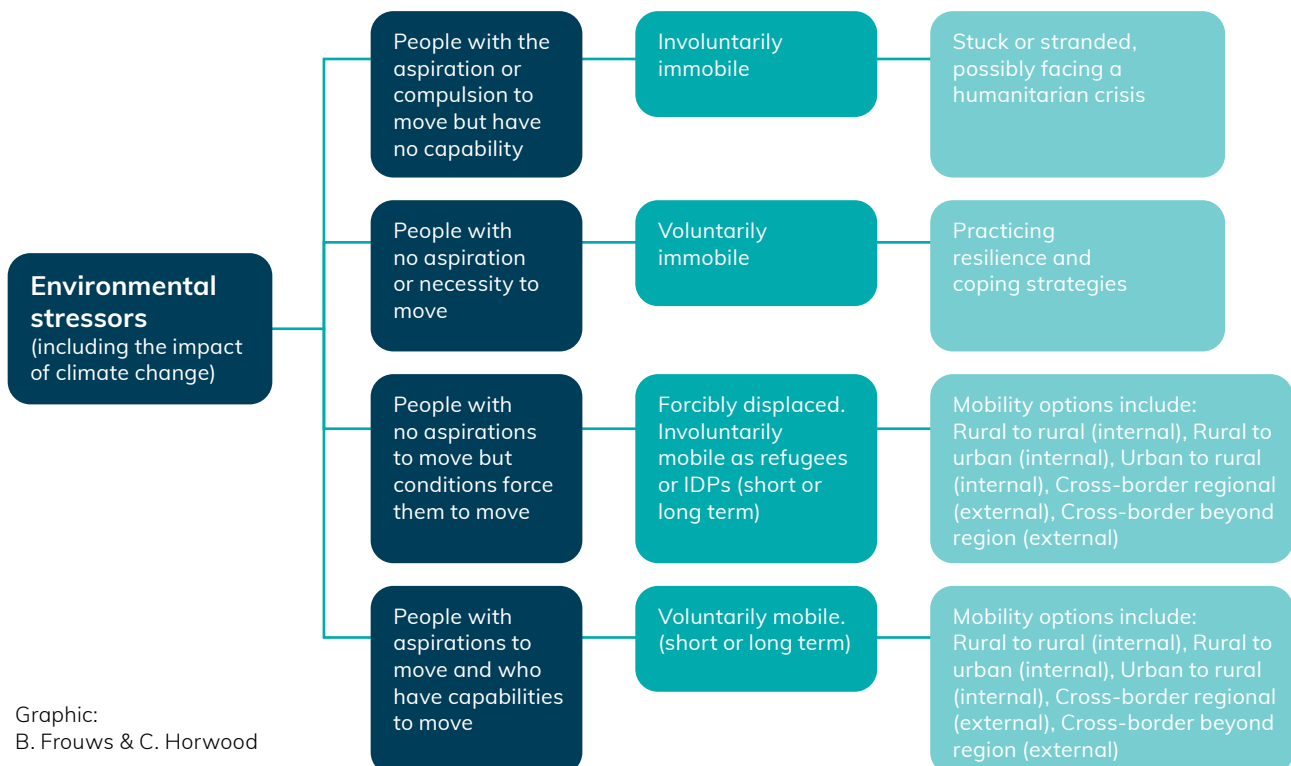 Environmental
stressors
(including the impact
of climate change)
People with the
aspiration or
compulsion to
move but have
no capability
Involuntarily
immobile
Stuck or stranded,
possibly facing a
humanitarian crisis
People with
no aspiration
or necessity to
move
Voluntarily
immobile
Practicing
resilience and
coping strategies
People with
no aspirations
to move but
conditions force
them to move
Forcibly displaced.
Involuntarily
mobile as refugees
or IDPs (short or
long term)
Mobility options include:
Rural to rural (internal), Rural to
urban (internal), Urban to rural
(internal), Cross-border regional
(external), Cross-border beyond
region (external)
People with
aspirations to
move and who
have capabilities
to move
Voluntarily mobile.
(short or long term)
Mobility options include:
Rural to rural (internal), Rural to
urban (internal), Urban to rural
(internal), Cross-border regional
(external), Cross-border beyond
region (external)
Graphic:
B. Frouws & C. Horwood